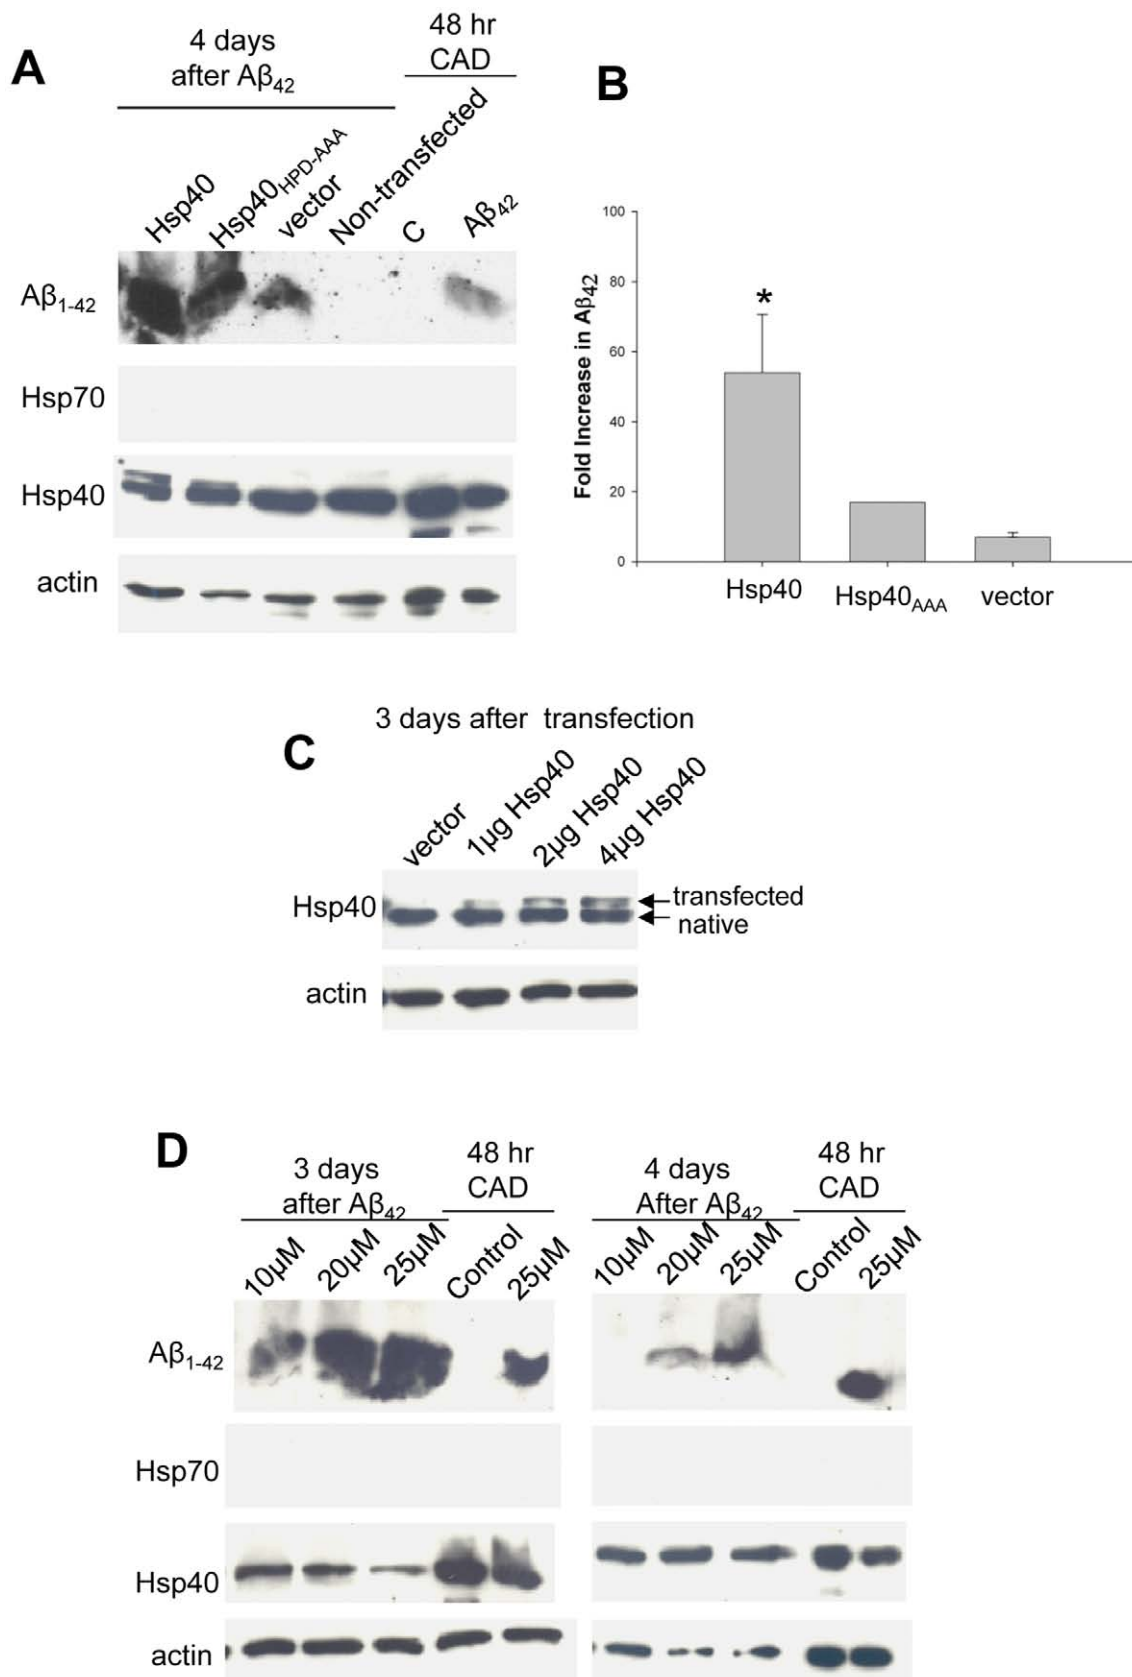 A
4 days
after Aβ42
48 hr
CAD
Hsp40
Hsp40HPD-AAA
vector
Non-transfected
C
Aβ42
Aβ1-42
Hsp70
Hsp40
actin
B
Fold Increase in Aβ42
100
80
60
40
20
0
*
Hsp40
Hsp40AAA
vector
C
3 days after transfection
vector
1µg Hsp40
2µg Hsp40
4µg Hsp40
Hsp40
transfected
native
actin
D
3 days
after Aβ42
48 hr
CAD
4 days
After Aβ42
48 hr
CAD
10µM
20µM
25µM
Control
25µM
10µM
20µM
25µM
Control
25µM
Aβ1-42
Hsp70
Hsp40
actin